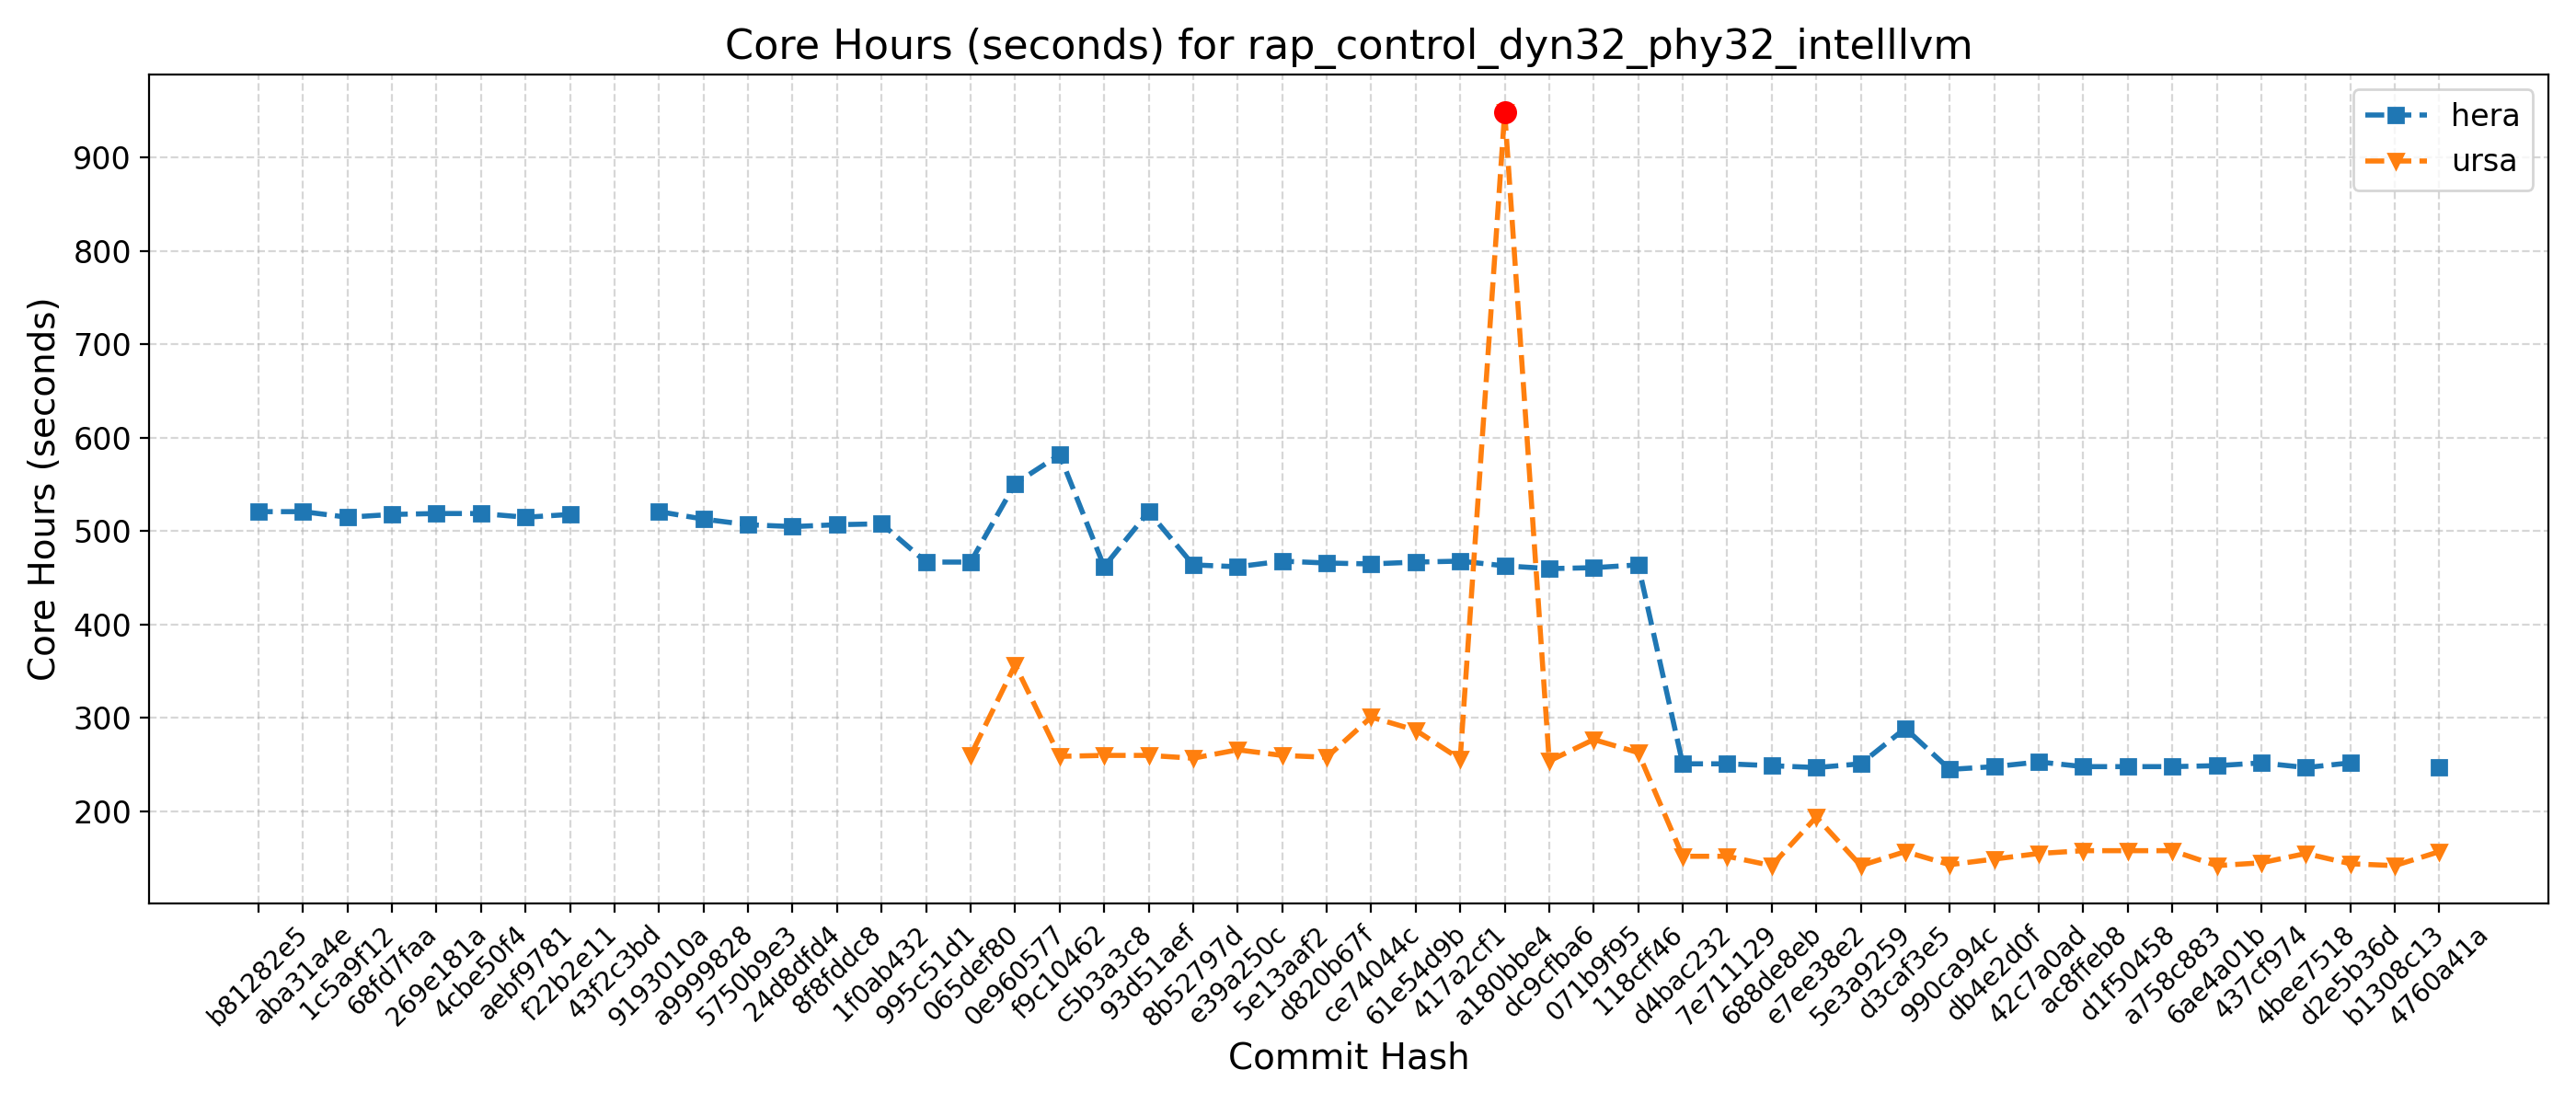 Core Hours (seconds) for rap_control_dyn32_phy32_intelllvm
hera
ursa
Core Hours (seconds)
900
800
700
600
500
400
300
200
b81282e5
aba31a4e
1c5a9f12
68fd7faa
269e181a
4cbe50f4
aebf9781
f22b2e11
43f2c3bd
9193010a
a9999828
5750b9e3
24d8dfd4
8f8fddc8
1f0ab432
995c51d1
065def80
0e960577
f9c10462
c5b3a3c8
93d51aef
8b52797d
e39a250c
5e13aaf2
d820b67f
ce74044c
61e54d9b
417a2cf1
a180bbe4
dc9cfba6
071b9f95
118cff46
d4bac232
7e711129
688de8eb
e7ee38e2
5e3a9259
d3caf3e5
990ca94c
db4e2d0f
42c7a0ad
ac8ffeb8
d1f50458
a758c883
6ae4a01b
437cf974
4bee7518
d2e5b36d
b1308c13
4760a41a
Commit Hash